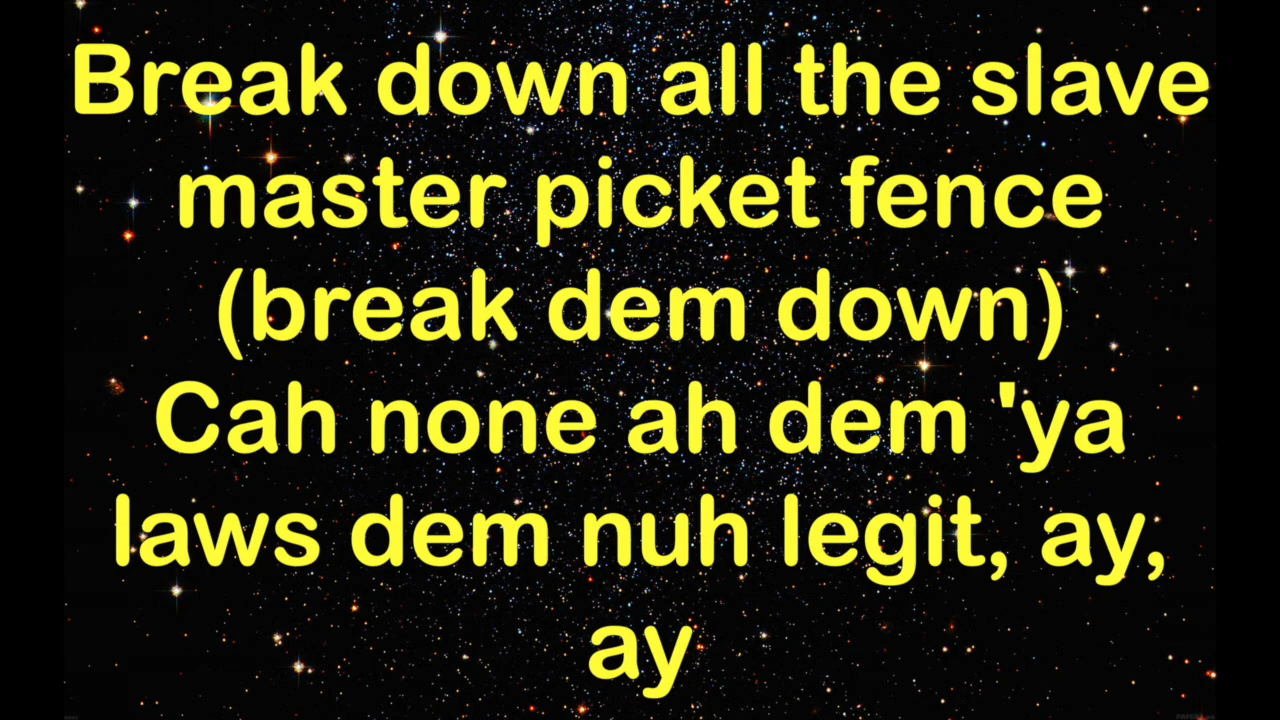 Break down all the slave
master picket fence
(break dem down)
Cah none ah dem 'ya
laws dem nuh legit, ay,
ay